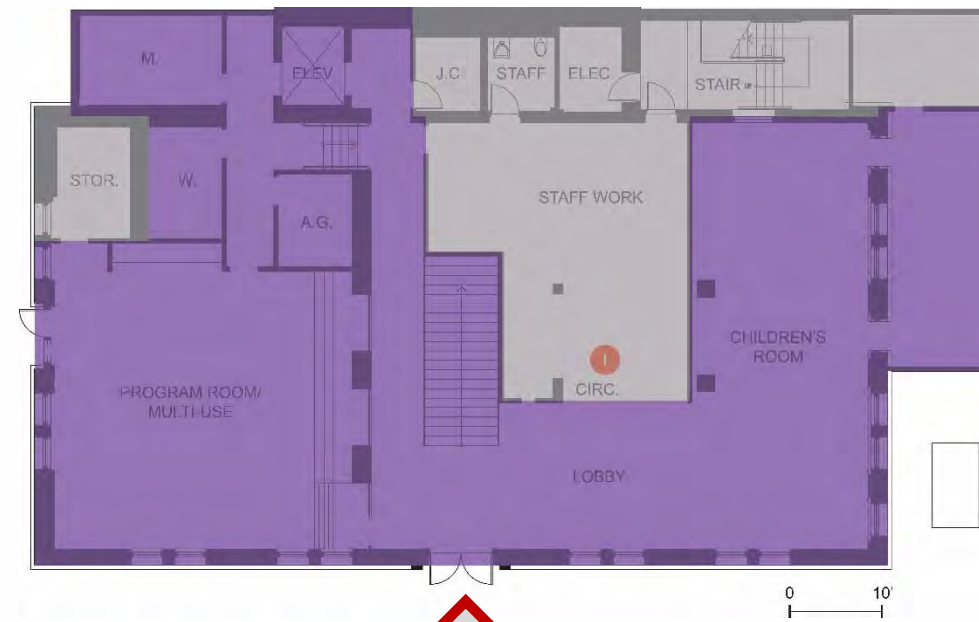 M.
ELEV
J.C
STAFF
ELEC
STAIR
STOR.
W.
A.G.
STAFF WORK
PROGRAM ROOM/
MULTI-USE
CHILDREN'S
ROOM
1
CIRC.
LOBBY
0 10'